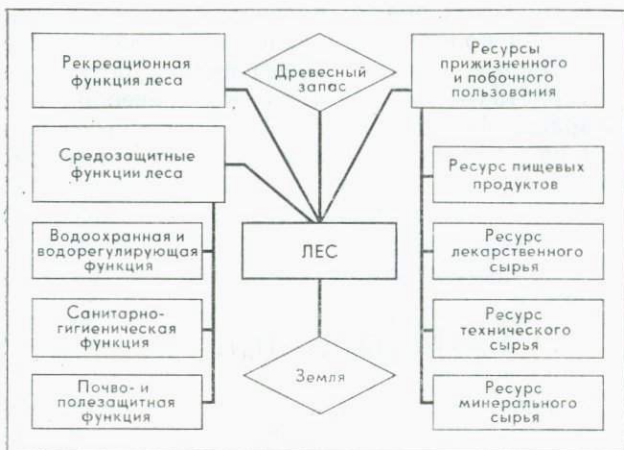 Рекреационная
функция леса
Средозащитные
функции леса
Водоохранная и
водорегулирующая
функция
Санитарно-
гигиеническая
функция
Почво- и
полезащитная
функция
Древесный
запас
ЛЕС
Земля
Ресурсы
прижизненного
и побочного
пользования
Ресурс пищевых
продуктов
Ресурс
лекарственного
сырья
Ресурс
технического
сырья
Ресурс
минерального
сырья